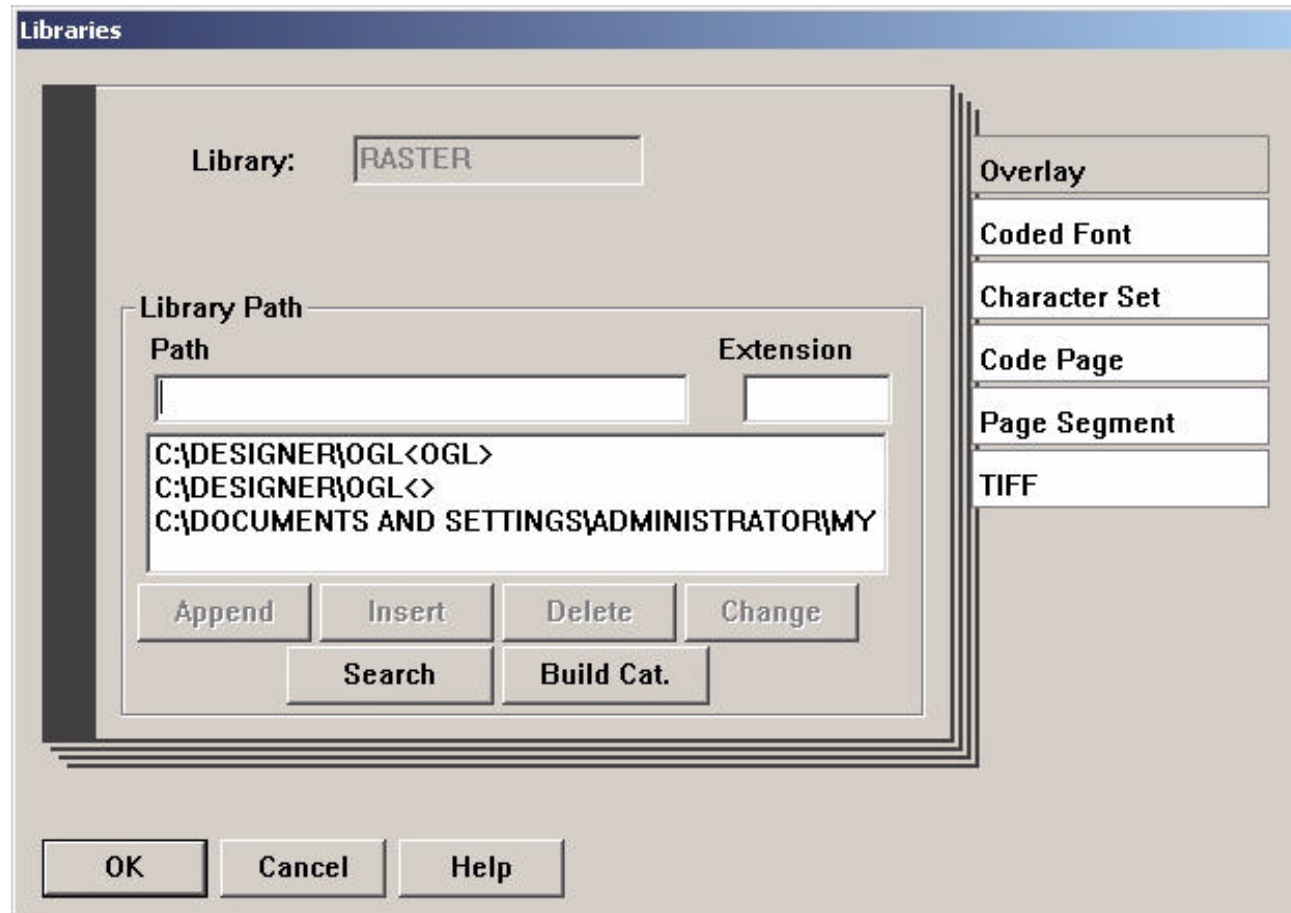 Libraries
Library: RASTER
Library Path
Path Extension
C:\DESIGNER\OGL<OGL>
C:\DESIGNER\OGL<>
C:\DOCUMENTS AND SETTINGS\ADMINISTRATOR\MY
Append Insert Delete Change
Search Build Cat.
Overlay
Coded Font
Character Set
Code Page
Page Segment
TIFF
OK Cancel Help